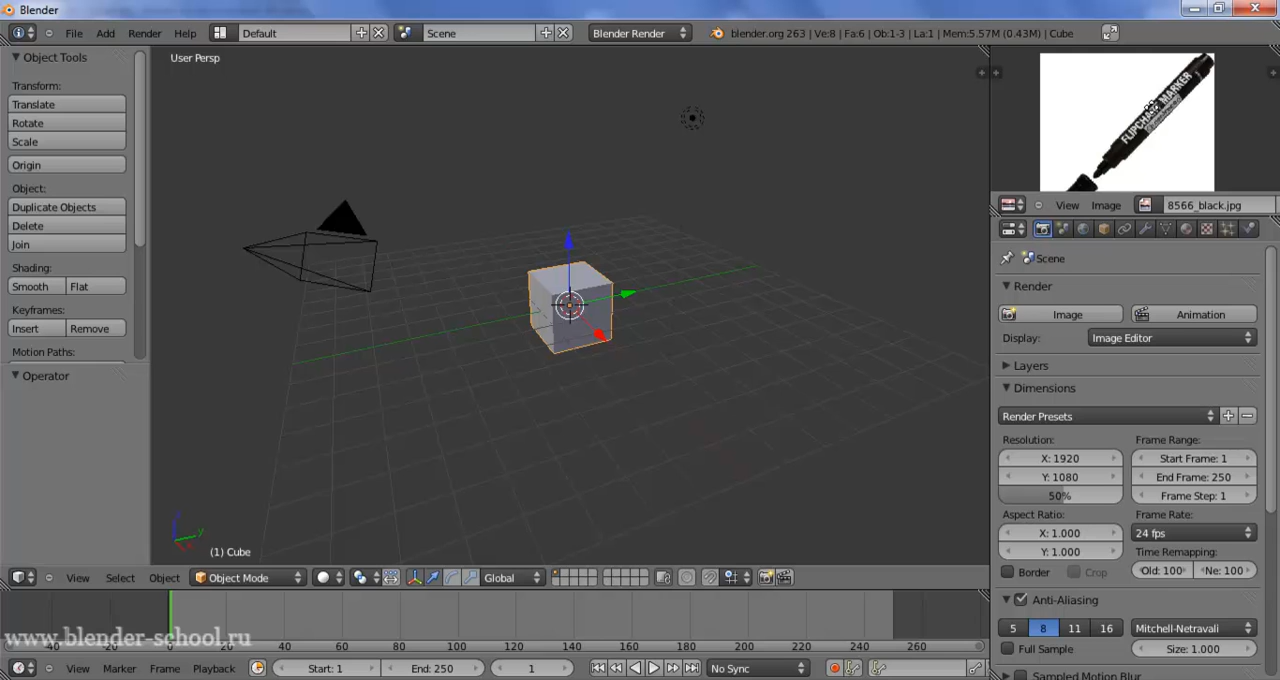 Blender
File Add Render Help Default Scene Blender Render blender.org 263 | Ve:8 | Fa:6 | Ob:1-3 | La:1 | Mem:5.57M (0.43M) | Cube
Object Tools
Transform:
Translate
Rotate
Scale
Origin
Object:
Duplicate Objects
Delete
Join
Shading:
Smooth Flat
Keyframes:
Insert Remove
Motion Paths:
Operator
User Persp
(1) Cube
View Select Object Object Mode Global
FLIPCHART MARKER
View Image 8566_black.jpg
Scene
Render
Image Animation
Display: Image Editor
Layers
Dimensions
Render Presets
Resolution: Frame Range:
X: 1920 Start Frame: 1
Y: 1080 End Frame: 250
50% Frame Step: 1
Aspect Ratio: Frame Rate:
X: 1.000 24 fps
Y: 1.000 Time Remapping:
Border Crop Old: 100 Ne: 100
Anti-Aliasing
5 8 11 16 Mitchell-Netravali
Full Sample Size: 1.000
Sampled Motion Blur
www.blender-school.ru
-40 -20 0 20 40 60 80 100 120 140 160 180 200 220 240 260
View Marker Frame Playback Start: 1 End: 250 1 No Sync